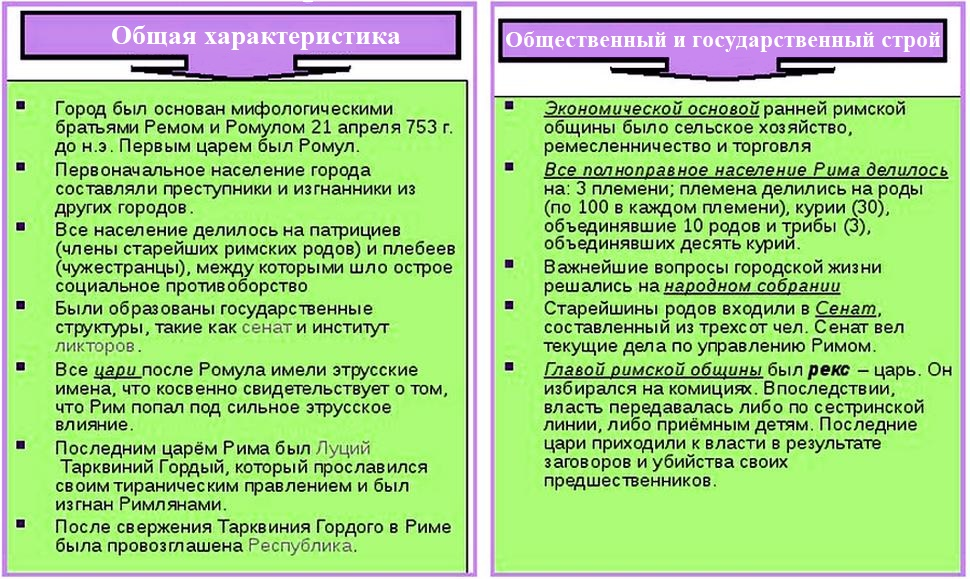 Общая характеристика
Город был основан мифологическими
братьями Ремом и Ромулом 21 апреля 753 г.
до н.э. Первым царем был Ромул.
Первоначальное население города
составляли преступники и изгнанники из
других городов.
Все население делилось на патрициев
(члены старейших римских родов) и плебеев
(чужестранцы), между которыми шло острое
социальное противоборство
Были образованы государственные
структуры, такие как сенат и институт
ликторов.
Все цари после Ромула имели этрусские
имена, что косвенно свидетельствует о том,
что Рим попал под сильное этрусское
влияние.
Последним царём Рима был Луций
Тарквиний Гордый, который прославился
своим тираническим правлением и был
изгнан Римлянами.
После свержения Тарквиния Гордого в Риме
была провозглашена Республика.
Общественный и государственный строй
Экономической основой ранней римской
общины было сельское хозяйство,
ремесленничество и торговля
Все полноправное население Рима делилось
на: 3 племени; племена делились на роды
(по 100 в каждом племени), курии (30),
объединявшие 10 родов и трибы (3),
объединявших десять курий.
Важнейшие вопросы городской жизни
решались на народном собрании
Старейшины родов входили в Сенат,
составленный из трехсот чел. Сенат вел
текущие дела по управлению Римом.
Главой римской общины был рекс – царь. Он
избирался на комициях. Впоследствии,
власть передавалась либо по сестринской
линии, либо приёмным детям. Последние
цари приходили к власти в результате
заговоров и убийства своих
предшественников.